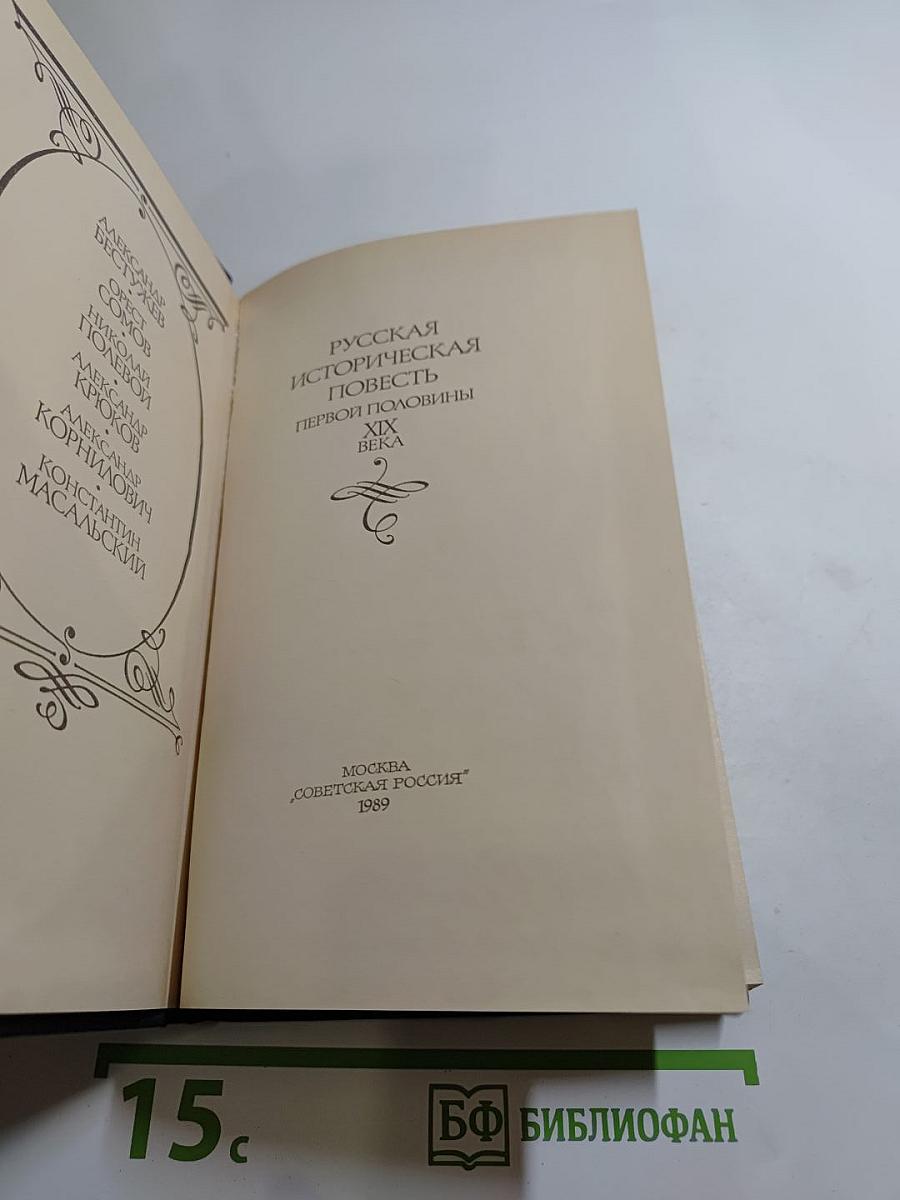 АЛЕКСАНДР
БЕСТУЖЕВ
•
ОРЕСТ
СОМОВ
•
НИКОЛАЙ
ПОЛЕВОЙ
•
АЛЕКСАНДР
КРЮКОВ
•
АЛЕКСАНДР
КОРНИЛОВИЧ
•
КОНСТАНТИН
МАСАЛЬСКИЙ
РУССКАЯ
ИСТОРИЧЕСКАЯ
ПОВЕСТЬ
ПЕРВОЙ ПОЛОВИНЫ
XIX
ВЕКА
МОСКВА
„СОВЕТСКАЯ РОССИЯ"
1989
15 с
БФ БИБЛИОФАН